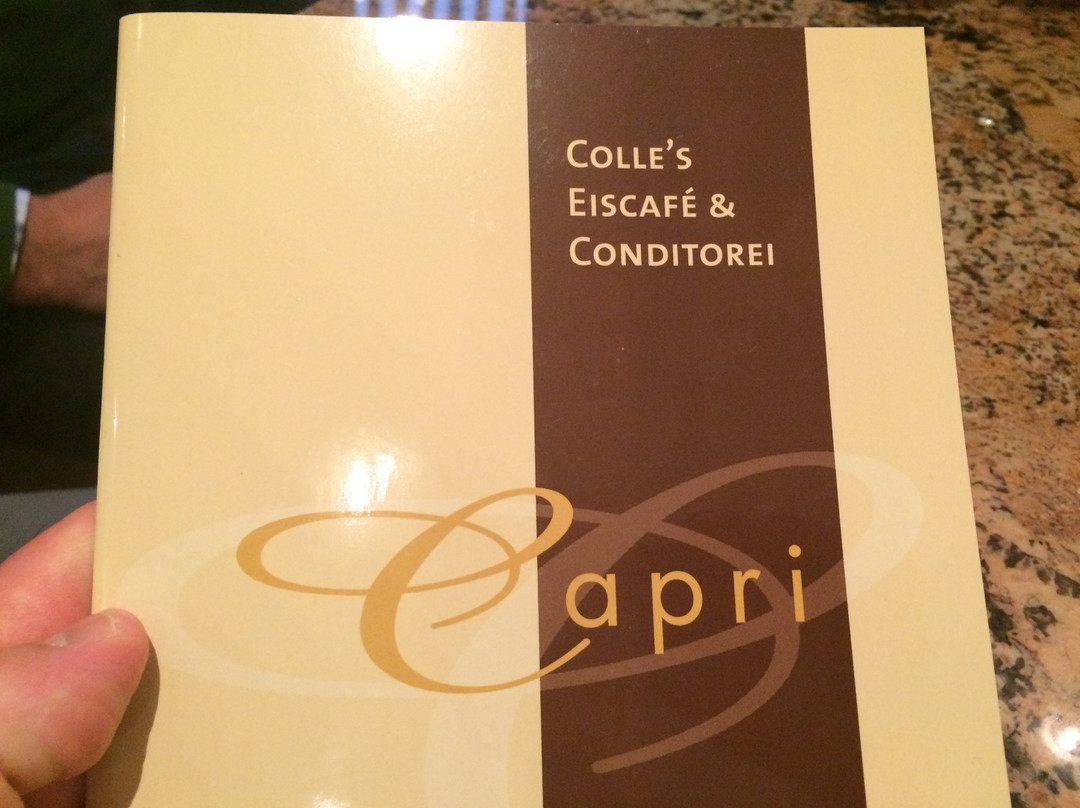 COLLE'S
EISCAFÉ &
CONDITOREI
Capri